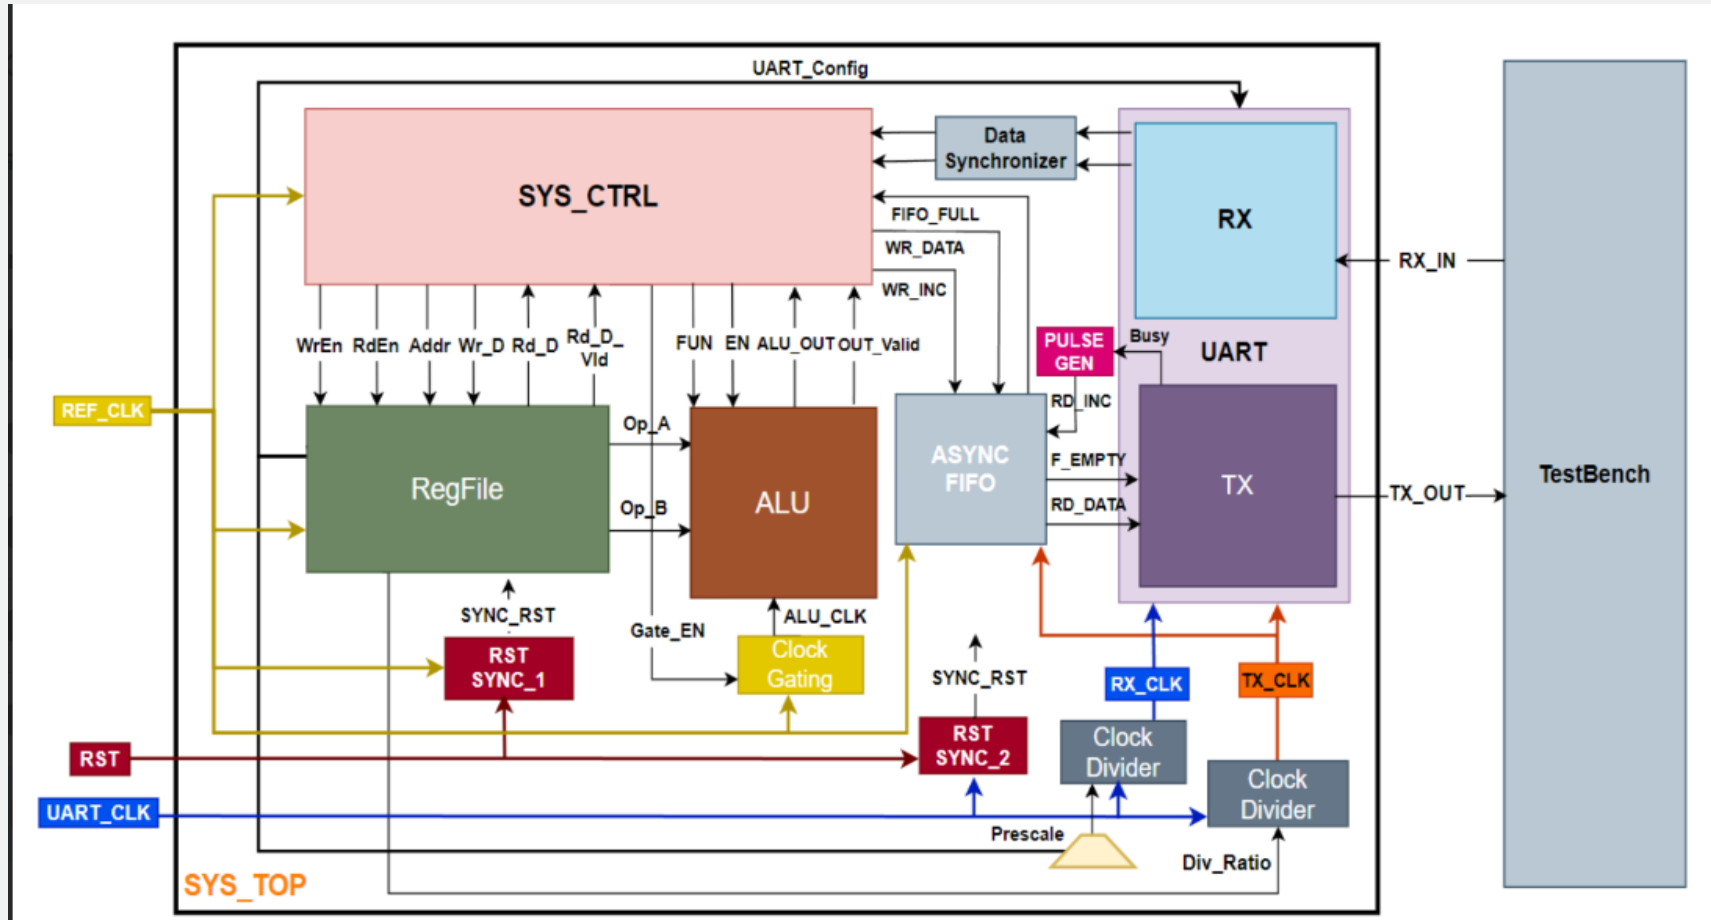 UART_Config
Data
Synchronizer
SYS_CTRL
RX
FIFO_FULL
WR_DATA
WR_INC
RX_IN
WrEn
RdEn
Addr
Wr_D
Rd_D
Rd_D_
Vld
FUN
EN
ALU_OUT
OUT_Valid
PULSE
GEN
Busy
UART
REF_CLK
RD_INC
Op_A
ASYNC
FIFO
F_EMPTY
RegFile
ALU
TX
TestBench
TX_OUT
Op_B
RD_DATA
SYNC_RST
ALU_CLK
Gate_EN
RST
SYNC_1
Clock
Gating
SYNC_RST
RX_CLK
TX_CLK
RST
RST
SYNC_2
Clock
Divider
Clock
Divider
UART_CLK
Prescale
Div_Ratio
SYS_TOP